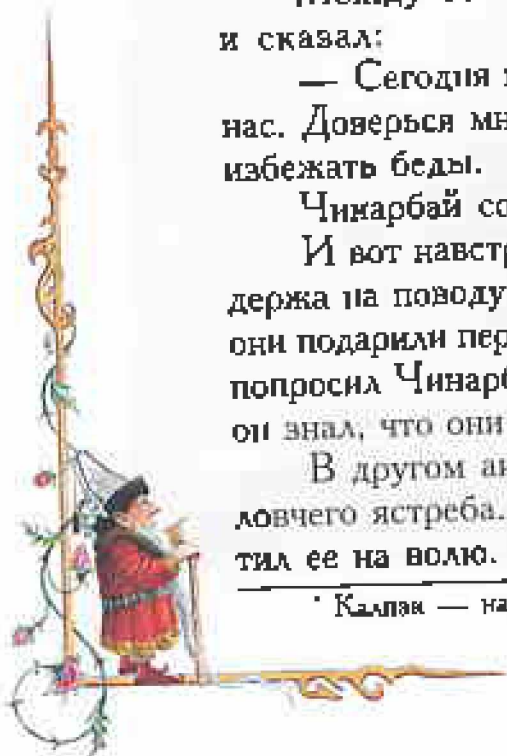 и сказал:
— Сегодня
нас. Доверься мн
избежать беды.
Чинарбай со
И вот навстр
держа на поводу
они подарили пер
попросил Чинарб
он знал, что они
В другом аи
ловчего ястреба.
тил ее на волю.
* Калпак — на